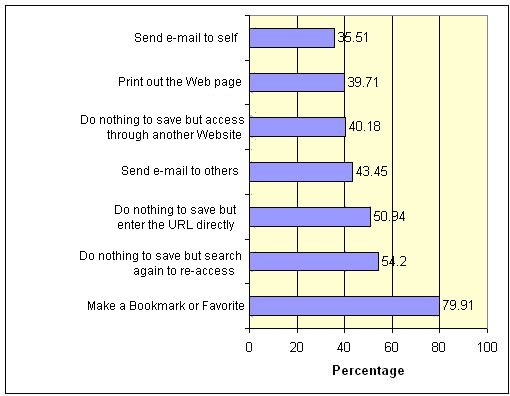 Send e-mail to self
35.51
Print out the Web page
39.71
Do nothing to save but access
through another Website
40.18
Send e-mail to others
43.45
Do nothing to save but
enter the URL directly
50.94
Do nothing to save but search
again to re-access
54.2
Make a Bookmark or Favorite
79.91
0 20 40 60 80 100
Percentage